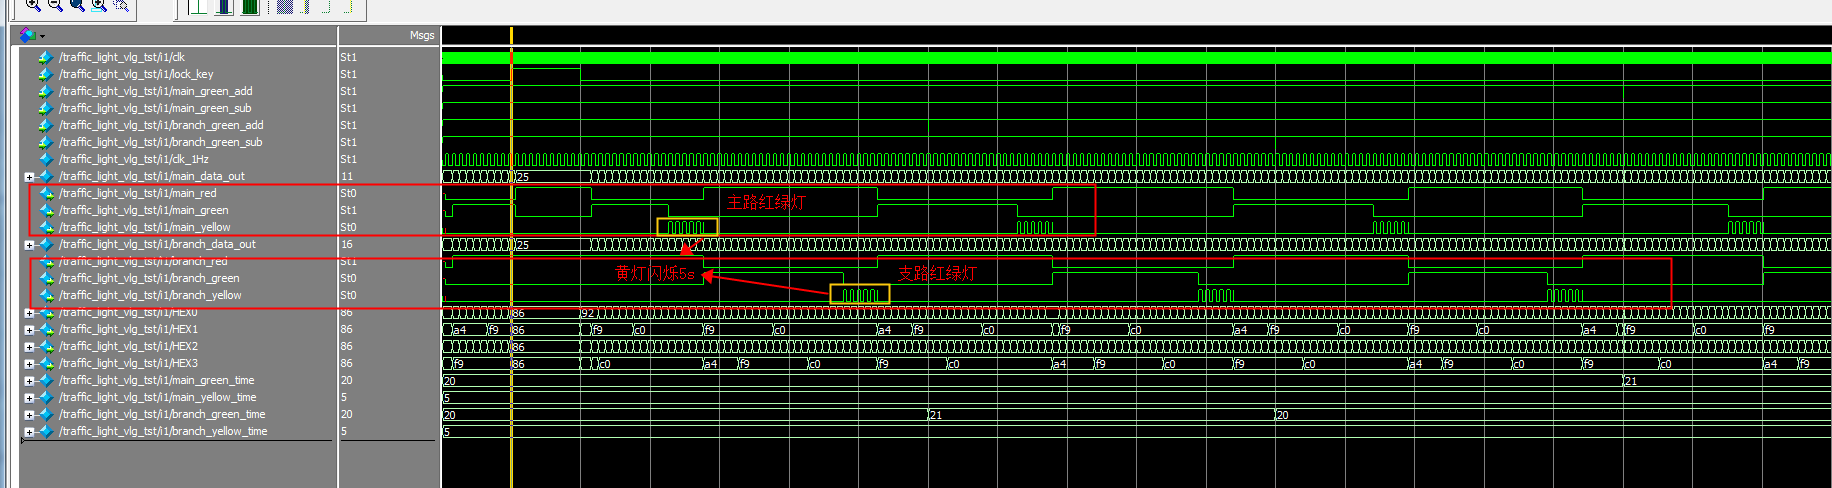 Msgs
/traffic_light_vlg_tst/i1/clk St1
/traffic_light_vlg_tst/i1/lock_key St1
/traffic_light_vlg_tst/i1/main_green_add St1
/traffic_light_vlg_tst/i1/main_green_sub St1
/traffic_light_vlg_tst/i1/branch_green_add St1
/traffic_light_vlg_tst/i1/branch_green_sub St1
/traffic_light_vlg_tst/i1/clk_1Hz St1
/traffic_light_vlg_tst/i1/main_data_out 11 25
/traffic_light_vlg_tst/i1/main_red St0 主路红绿灯
/traffic_light_vlg_tst/i1/main_green St1
/traffic_light_vlg_tst/i1/main_yellow St0
/traffic_light_vlg_tst/i1/branch_data_out 16 25
/traffic_light_vlg_tst/i1/branch_red St1
/traffic_light_vlg_tst/i1/branch_green St0 黄灯闪烁5s 支路红绿灯
/traffic_light_vlg_tst/i1/branch_yellow St0
/traffic_light_vlg_tst/i1/HEX0 86 86 92
/traffic_light_vlg_tst/i1/HEX1 86 a4 f9 86 f9 c0 f9 c0 a4 f9 c0 f9 c0 a4 f9 c0 f9 c0 a4 f9 c0 f9
/traffic_light_vlg_tst/i1/HEX2 86 86
/traffic_light_vlg_tst/i1/HEX3 86 f9 86 c0 a4 f9 c0 f9 c0 a4 f9 c0 f9 c0 a4 f9 c0 f9 c0 a4 f9
/traffic_light_vlg_tst/i1/main_green_time 20 20 21
/traffic_light_vlg_tst/i1/main_yellow_time 5 5
/traffic_light_vlg_tst/i1/branch_green_time 20 20 21 20
/traffic_light_vlg_tst/i1/branch_yellow_time 5 5